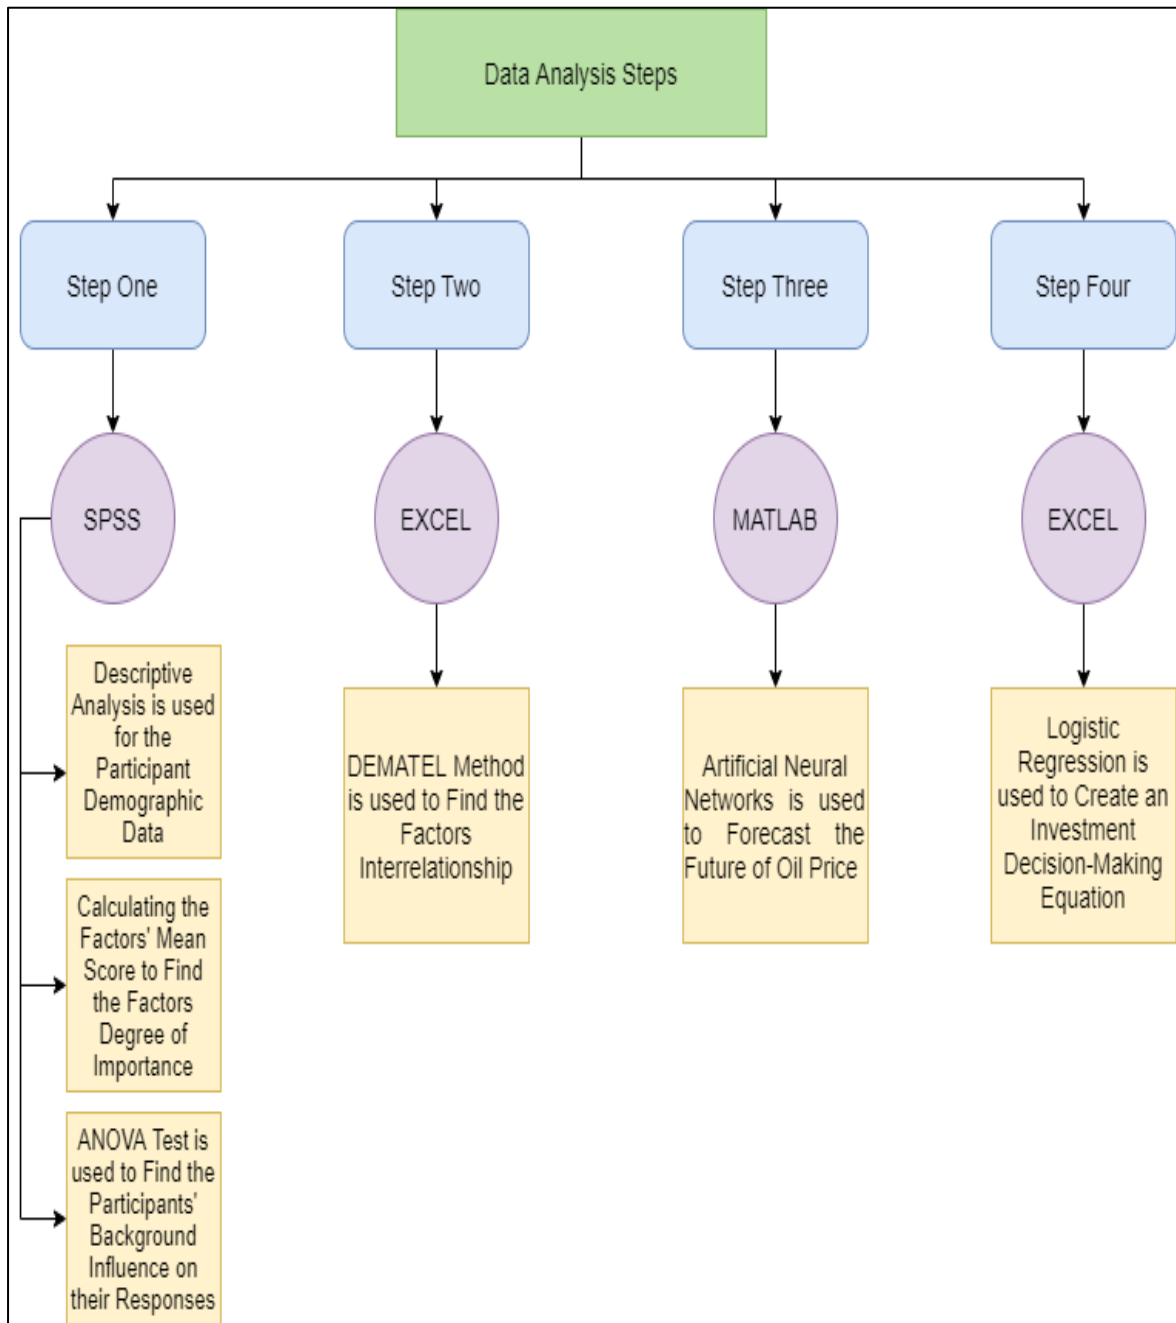 Data Analysis Steps
Step One
Step Two
Step Three
Step Four
SPSS
EXCEL
MATLAB
EXCEL
Descriptive
Analysis is used
for the
Participant
Demographic
Data
Calculating the
Factors' Mean
Score to Find
the Factors
Degree of
Importance
ANOVA Test is
used to Find the
Participants'
Background
Influence on
their Responses
DEMATEL Method
is used to Find the
Factors
Interrelationship
Artificial Neural
Networks is used
to Forecast the
Future of Oil Price
Logistic
Regression is
used to Create an
Investment
Decision-Making
Equation